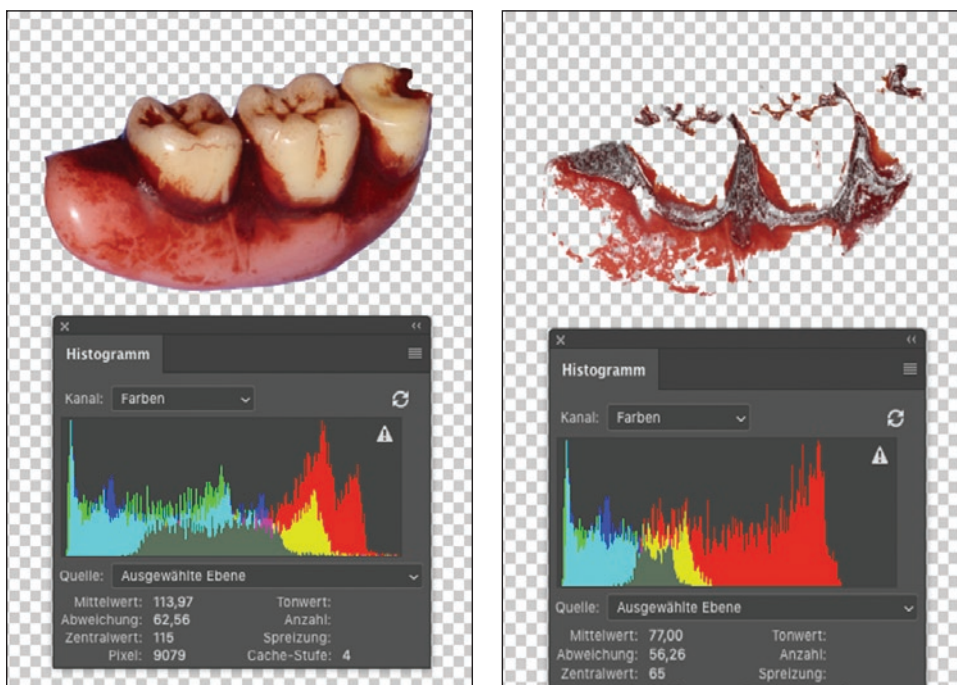 Histogramm
Kanal: Farben
Quelle: Ausgewählte Ebene
Mittelwert: 113,97 Tonwert:
Abweichung: 62,56 Anzahl:
Zentralwert: 115 Spreizung:
Pixel: 9079 Cache-Stufe: 4
Histogramm
Kanal: Farben
Quelle: Ausgewählte Ebene
Mittelwert: 77,00 Tonwert:
Abweichung: 56,26 Anzahl:
Zentralwert: 65 Spreizung: